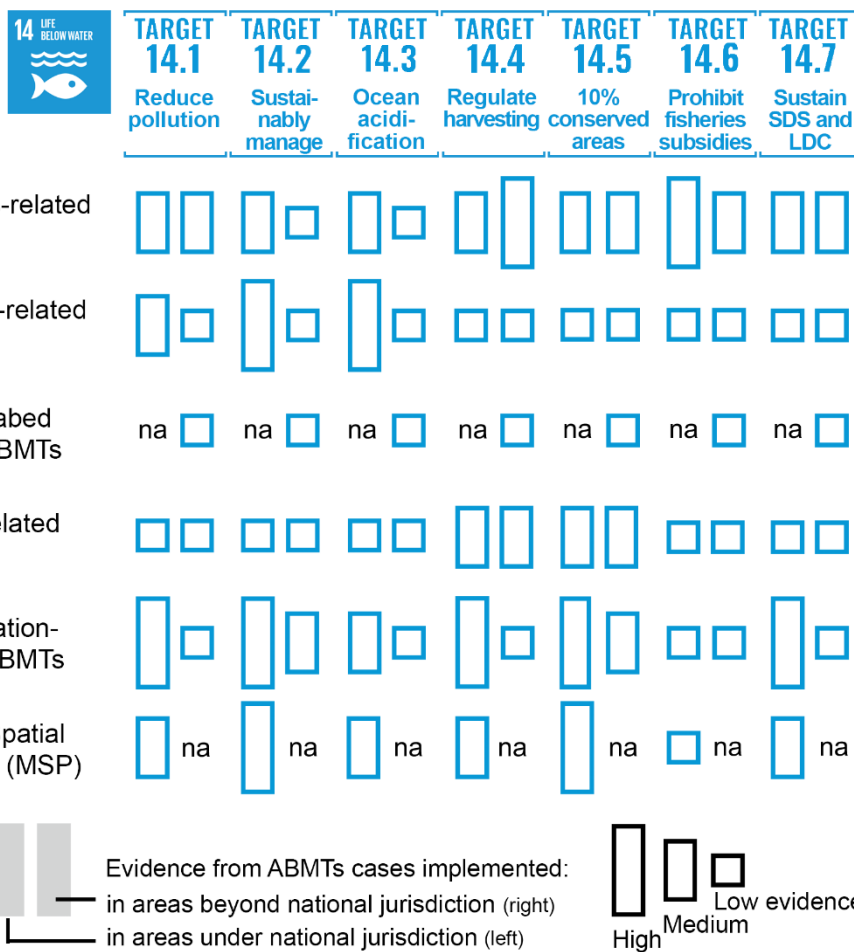 14 LIFE BELOW WATER
TARGET 14.1 Reduce pollution
TARGET 14.2 Sustai-nably manage
TARGET 14.3 Ocean acidi-fication
TARGET 14.4 Regulate harvesting
TARGET 14.5 10% conserved areas
TARGET 14.6 Prohibit fisheries subsidies
TARGET 14.7 Sustain SDS and LDC
-related
-related
abed
BMTs
na na na na na na na
elated
ation-
BMTs
patial
(MSP)
na na na na na na na
Evidence from ABMTs cases implemented:
in areas beyond national jurisdiction (right)
in areas under national jurisdiction (left)
High Medium Low evidence